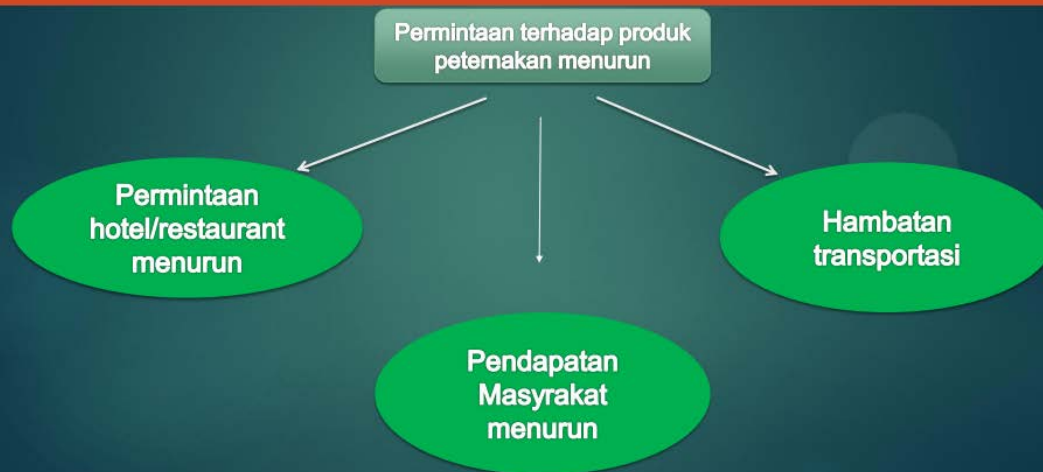 Permintaan terhadap produk
peternakan menurun
Permintaan
hotel/restaurant
menurun
Hambatan
transportasi
Pendapatan
Masyrakat
menurun